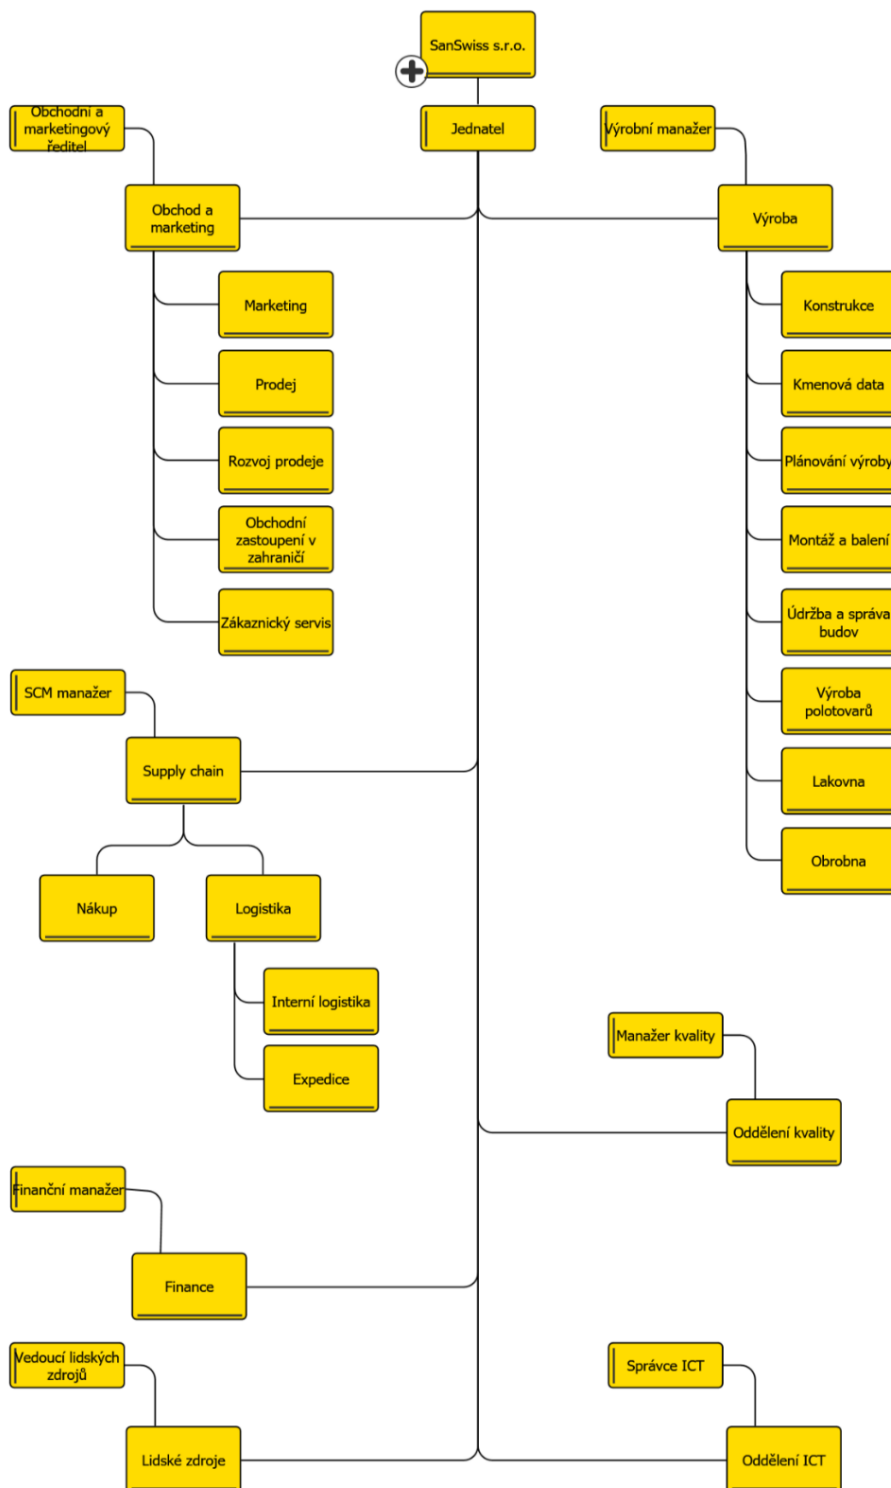 SanSwiss s.r.o.
Obchodní a
marketingový
ředitel
Jednatel
Výrobní manažer
Obchod a
marketing
Výroba
Marketing
Konstrukce
Prodej
Kmenová data
Rozvoj prodeje
Plánování výroby
Obchodní
zastoupení v
zahraničí
Montáž a balení
Zákaznický servis
Údržba a správa
budov
SCM manažer
Výroba
polotovarů
Supply chain
Lakovna
Obrobna
Nákup
Logistika
Interní logistika
Manažer kvality
Expedice
Oddělení kvality
Finanční manažer
Finance
Vedoucí lidských
zdrojů
Správce ICT
Lidské zdroje
Oddělení ICT